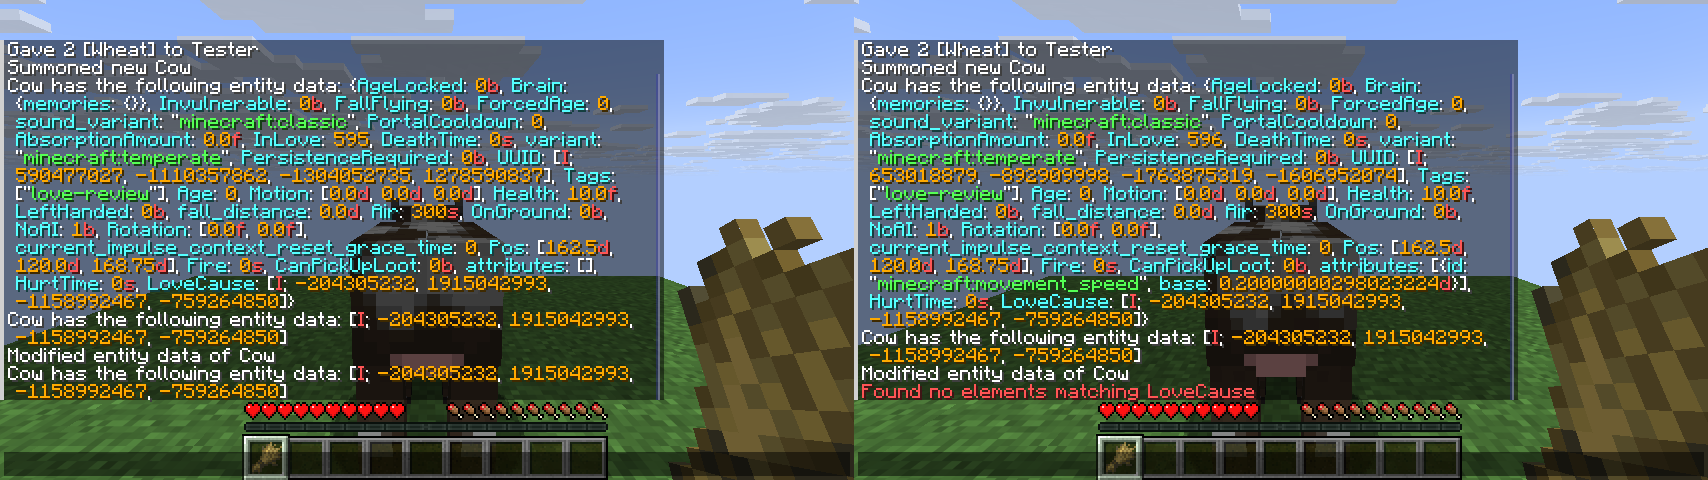 Gave 2 [Wheat] to Tester
Summoned new Cow
Cow has the following entity data: {AgeLocked: 0b, Brain:
{memories: {}}, Invulnerable: 0b, FallFlying: 0b, ForcedAge: 0,
sound_variant: "minecraft:classic", PortalCooldown: 0,
AbsorptionAmount: 0.0f, InLove: 595, DeathTime: 0s, variant:
"minecraft:temperate", PersistenceRequired: 0b, UUID: [I;
590477027, -1110357862, -1304052735, 1278590837], Tags:
["love-review"], Age: 0, Motion: [0.0d, 0.0d, 0.0d], Health: 10.0f,
LeftHanded: 0b, fall_distance: 0.0d, Air: 300s, OnGround: 0b,
NoAI: 1b, Rotation: [0.0f, 0.0f],
current_impulse_context_reset_grace_time: 0, Pos: [162.5d,
120.0d, 168.75d], Fire: 0s, CanPickUpLoot: 0b, attributes: [],
HurtTime: 0s, LoveCause: [I; -204305232, 1915042993,
-1158992467, -759264850]}
Cow has the following entity data: [I; -204305232, 1915042993,
-1158992467, -759264850]
Modified entity data of Cow
Cow has the following entity data: [I; -204305232, 1915042993,
-1158992467, -759264850]
Gave 2 [Wheat] to Tester
Summoned new Cow
Cow has the following entity data: {AgeLocked: 0b, Brain:
{memories: {}}, Invulnerable: 0b, FallFlying: 0b, ForcedAge: 0,
sound_variant: "minecraft:classic", PortalCooldown: 0,
AbsorptionAmount: 0.0f, InLove: 596, DeathTime: 0s, variant:
"minecraft:temperate", PersistenceRequired: 0b, UUID: [I;
653018879, -892909998, -1763875319, -1606952074], Tags:
["love-review"], Age: 0, Motion: [0.0d, 0.0d, 0.0d], Health: 10.0f,
LeftHanded: 0b, fall_distance: 0.0d, Air: 300s, OnGround: 0b,
NoAI: 1b, Rotation: [0.0f, 0.0f],
current_impulse_context_reset_grace_time: 0, Pos: [162.5d,
120.0d, 168.75d], Fire: 0s, CanPickUpLoot: 0b, attributes: [{id:
"minecraft:movement_speed", base: 0.20000000298023224d}],
HurtTime: 0s, LoveCause: [I; -204305232, 1915042993,
-1158992467, -759264850]}
Cow has the following entity data: [I; -204305232, 1915042993,
-1158992467, -759264850]
Modified entity data of Cow
Found no elements matching LoveCause